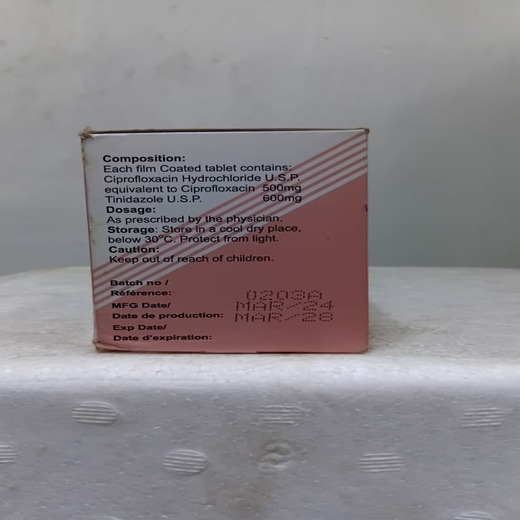 Composition:
Each film Coated tablet contains:
Ciprofloxacin Hydrochloride U.S.P.
equivalent to Ciprofloxacin 500mg
Tinidazole U.S.P. 600mg
Dosage:
As prescribed by the physician.
Storage: Store in a cool dry place,
below 30°C. Protect from light.
Caution:
Keep out of reach of children.
Batch no /
Référence: 0203A
MFG Date/ MAR/24
Date de production: MAR/28
Exp Date/
Date d'expiration: